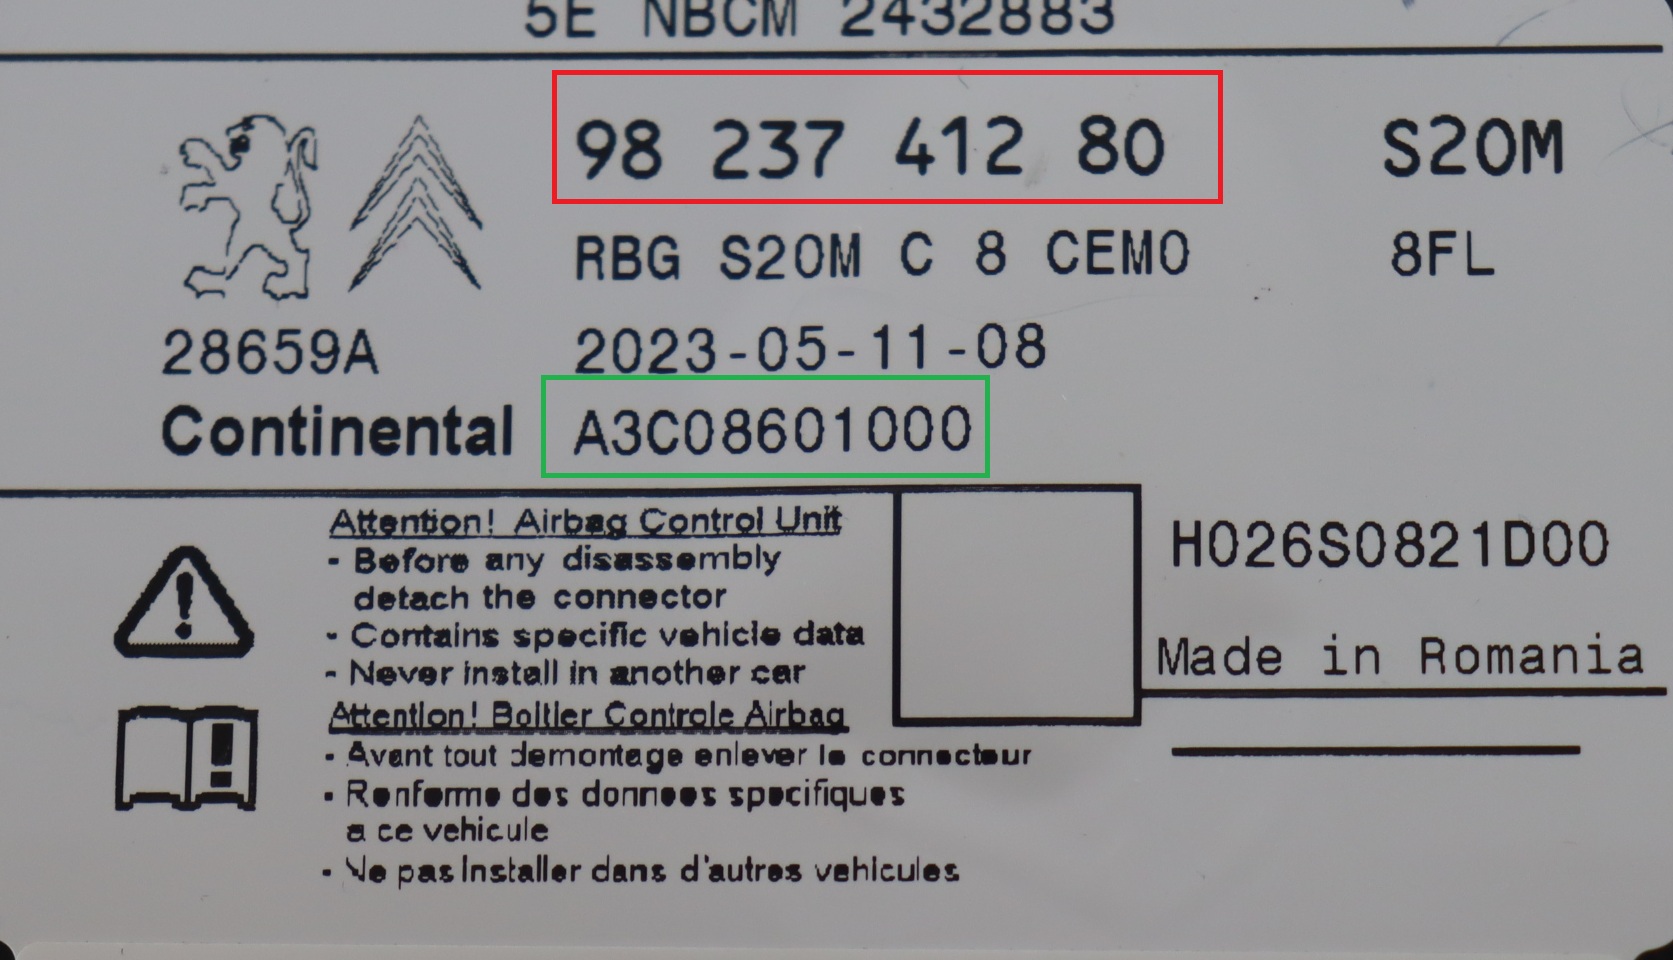 5E NBCM 2432883
98 237 412 80 S20M
RBG S20M C 8 CEM0 8FL
28659A 2023-05-11-08
Continental A3C08601000
Attention! Airbag Control Unit
- Before any disassembly
detach the connector
- Contains specific vehicle data
- Never install in another car
H026S0821D00
Made in Romania
Attention! Boitier Controle Airbag
- Avant tout demontage enlever le connecteur
- Renferme des donnees specifiques
a ce vehicule
- Ne pas installer dans d'autres vehicules